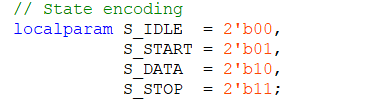 // State encoding
localparam S_IDLE  = 2'b00,
           S_START = 2'b01,
           S_DATA  = 2'b10,
           S_STOP  = 2'b11;